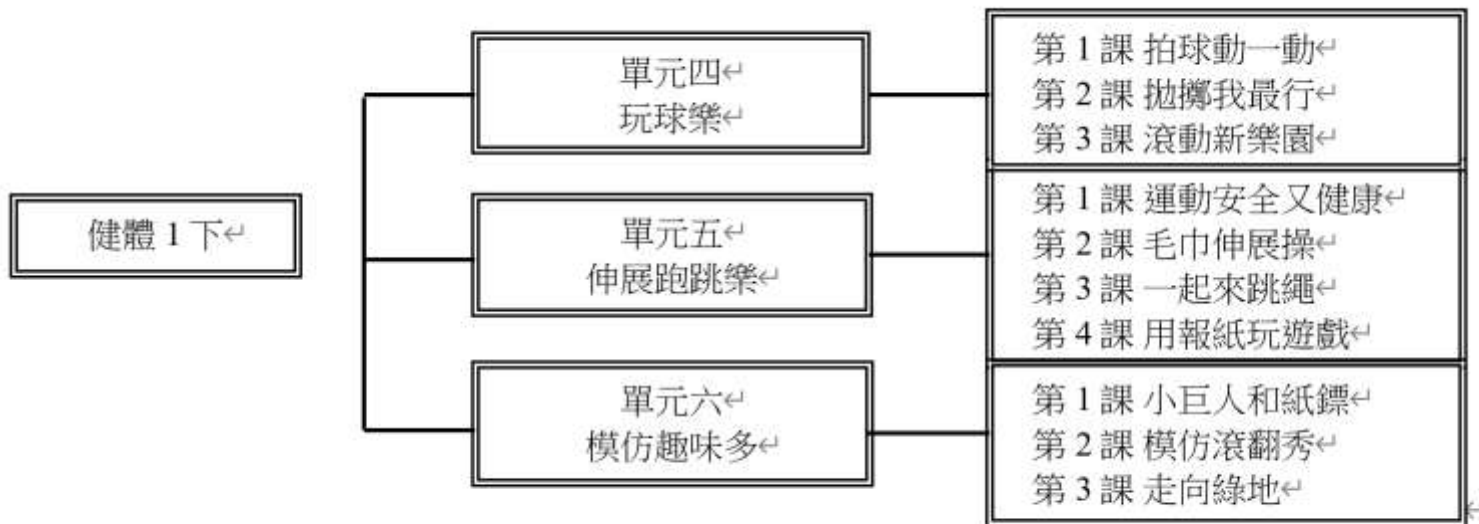 健體 1 下
單元四
玩球樂
第 1 課 拍球動一動
第 2 課 拋擲我最行
第 3 課 滾動新樂園
單元五
伸展跑跳樂
第 1 課 運動安全又健康
第 2 課 毛巾伸展操
第 3 課 一起來跳繩
第 4 課 用報紙玩遊戲
單元六
模仿趣味多
第 1 課 小巨人和紙鏢
第 2 課 模仿滾翻秀
第 3 課 走向綠地